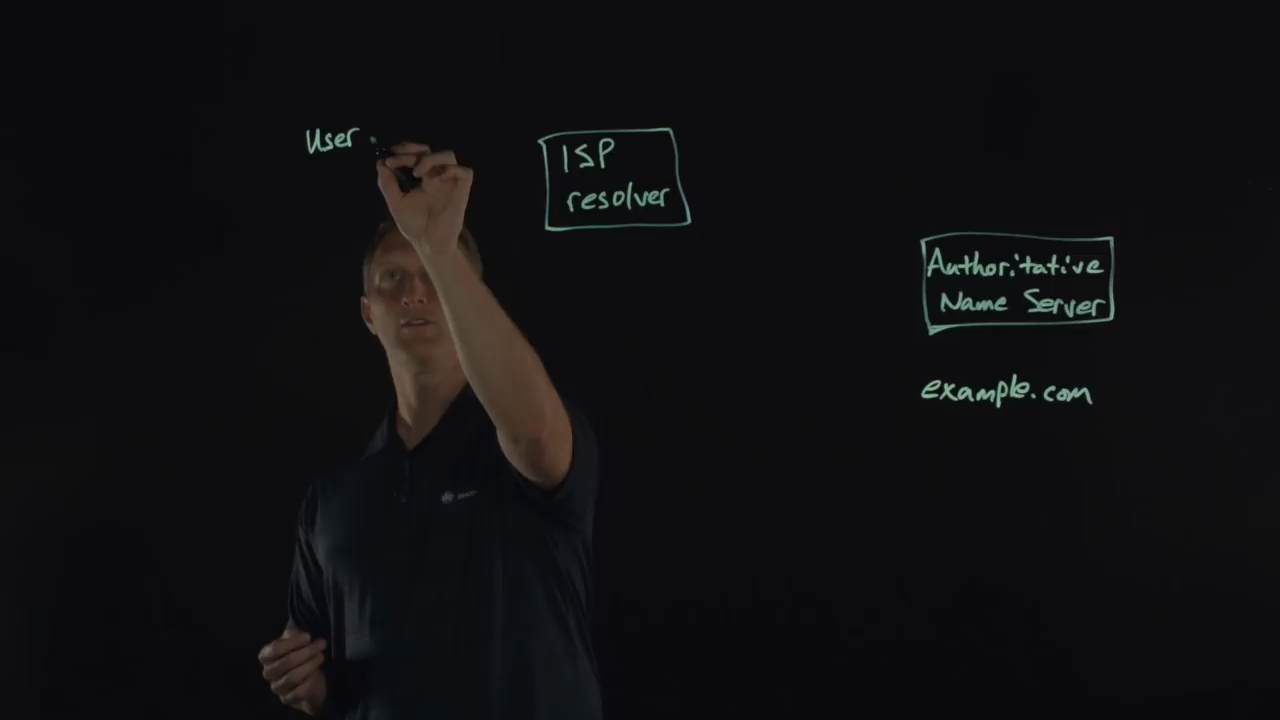 User
ISP
resolver
Authoritative
Name Server
example.com